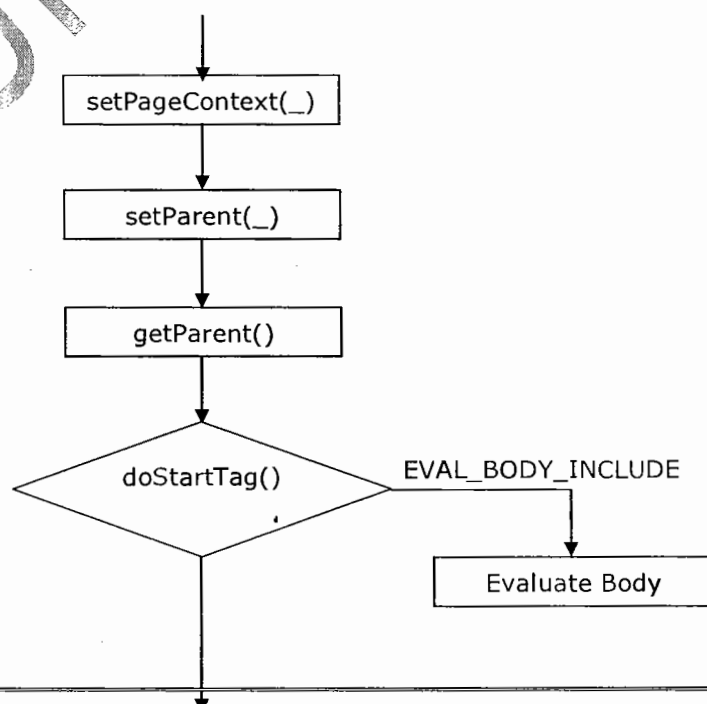 setPageContext(_)
setParent(_)
getParent()
doStartTag()
EVAL_BODY_INCLUDE
Evaluate Body